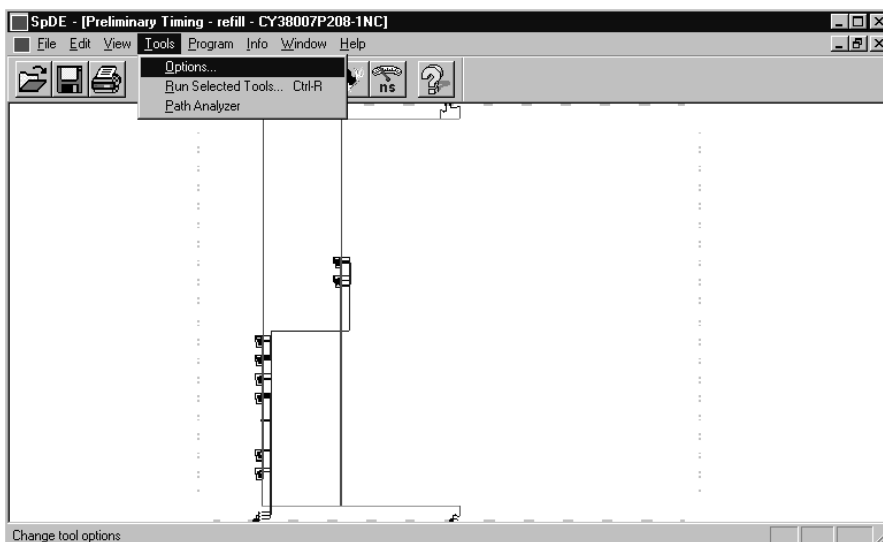 SpDE - [Preliminary Timing - refill - CY38007P208-1NC]
File Edit View Tools Program Info Window Help
Options...
Run Selected Tools... Ctrl-R
Path Analyzer
ns
Change tool options